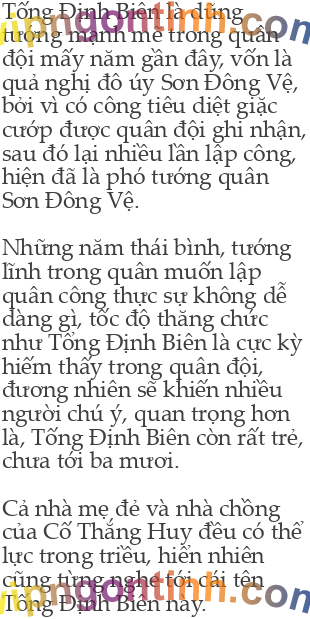 Tống Định Biên là dũng
tướng mạnh mẽ trong quân
đội mấy năm gần đây, vốn là
quả nghị đô úy Sơn Đông Vệ,
bởi vì có công tiêu diệt giặc
cướp được quân đội ghi nhận,
sau đó lại nhiều lần lập công,
hiện đã là phó tướng quân
Sơn Đông Vệ.
Những năm thái bình, tướng
lĩnh trong quân muốn lập
quân công thực sự không dễ
dàng gì, tốc độ thăng chức
như Tống Định Biên là cực kỳ
hiếm thấy trong quân đội,
đương nhiên sẽ khiến nhiều
người chú ý, quan trọng hơn
là, Tống Định Biên còn rất trẻ,
chưa tới ba mươi.
Cả nhà mẹ đẻ và nhà chồng
của Cố Thắng Huy đều có thể
lực trong triều, hiển nhiên
cũng từng nghe tới cái tên
Tống Định Biên này.
vipngontinh.com
vipngontinh.com